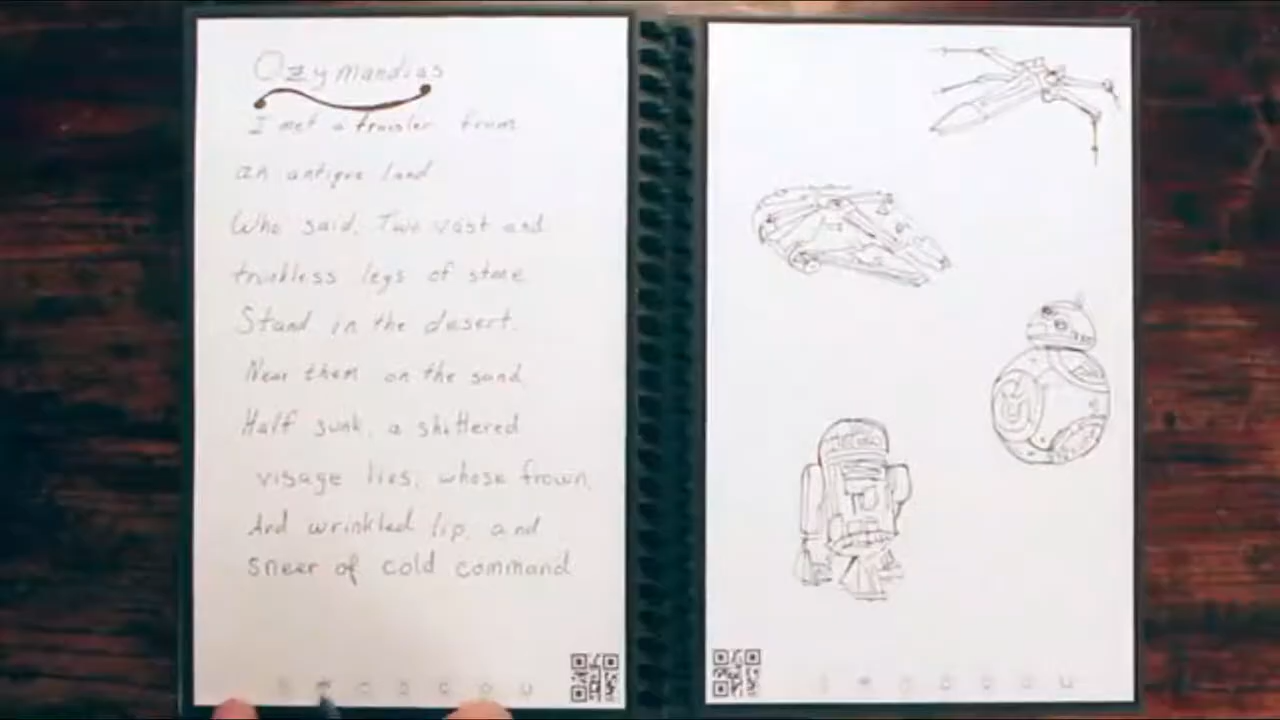 Ozymandias
I met a traveler from
an antique land
Who said, Two vast and
trunkless legs of stone
Stand in the desert.
Near them on the sand
Half sunk, a shattered
visage lies, whose frown,
And wrinkled lip, and
sneer of cold command